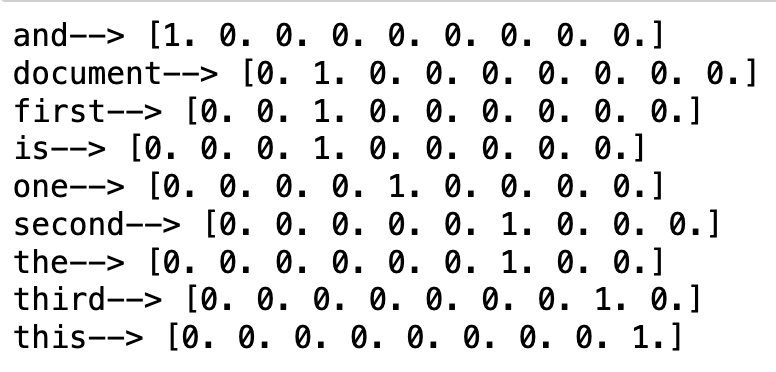 and--> [1. 0. 0. 0. 0. 0. 0. 0. 0.]
document--> [0. 1. 0. 0. 0. 0. 0. 0. 0.]
first--> [0. 0. 1. 0. 0. 0. 0. 0. 0.]
is--> [0. 0. 0. 1. 0. 0. 0. 0. 0.]
one--> [0. 0. 0. 0. 1. 0. 0. 0. 0.]
second--> [0. 0. 0. 0. 0. 1. 0. 0. 0.]
the--> [0. 0. 0. 0. 0. 0. 1. 0. 0.]
third--> [0. 0. 0. 0. 0. 0. 0. 1. 0.]
this--> [0. 0. 0. 0. 0. 0. 0. 0. 1.]